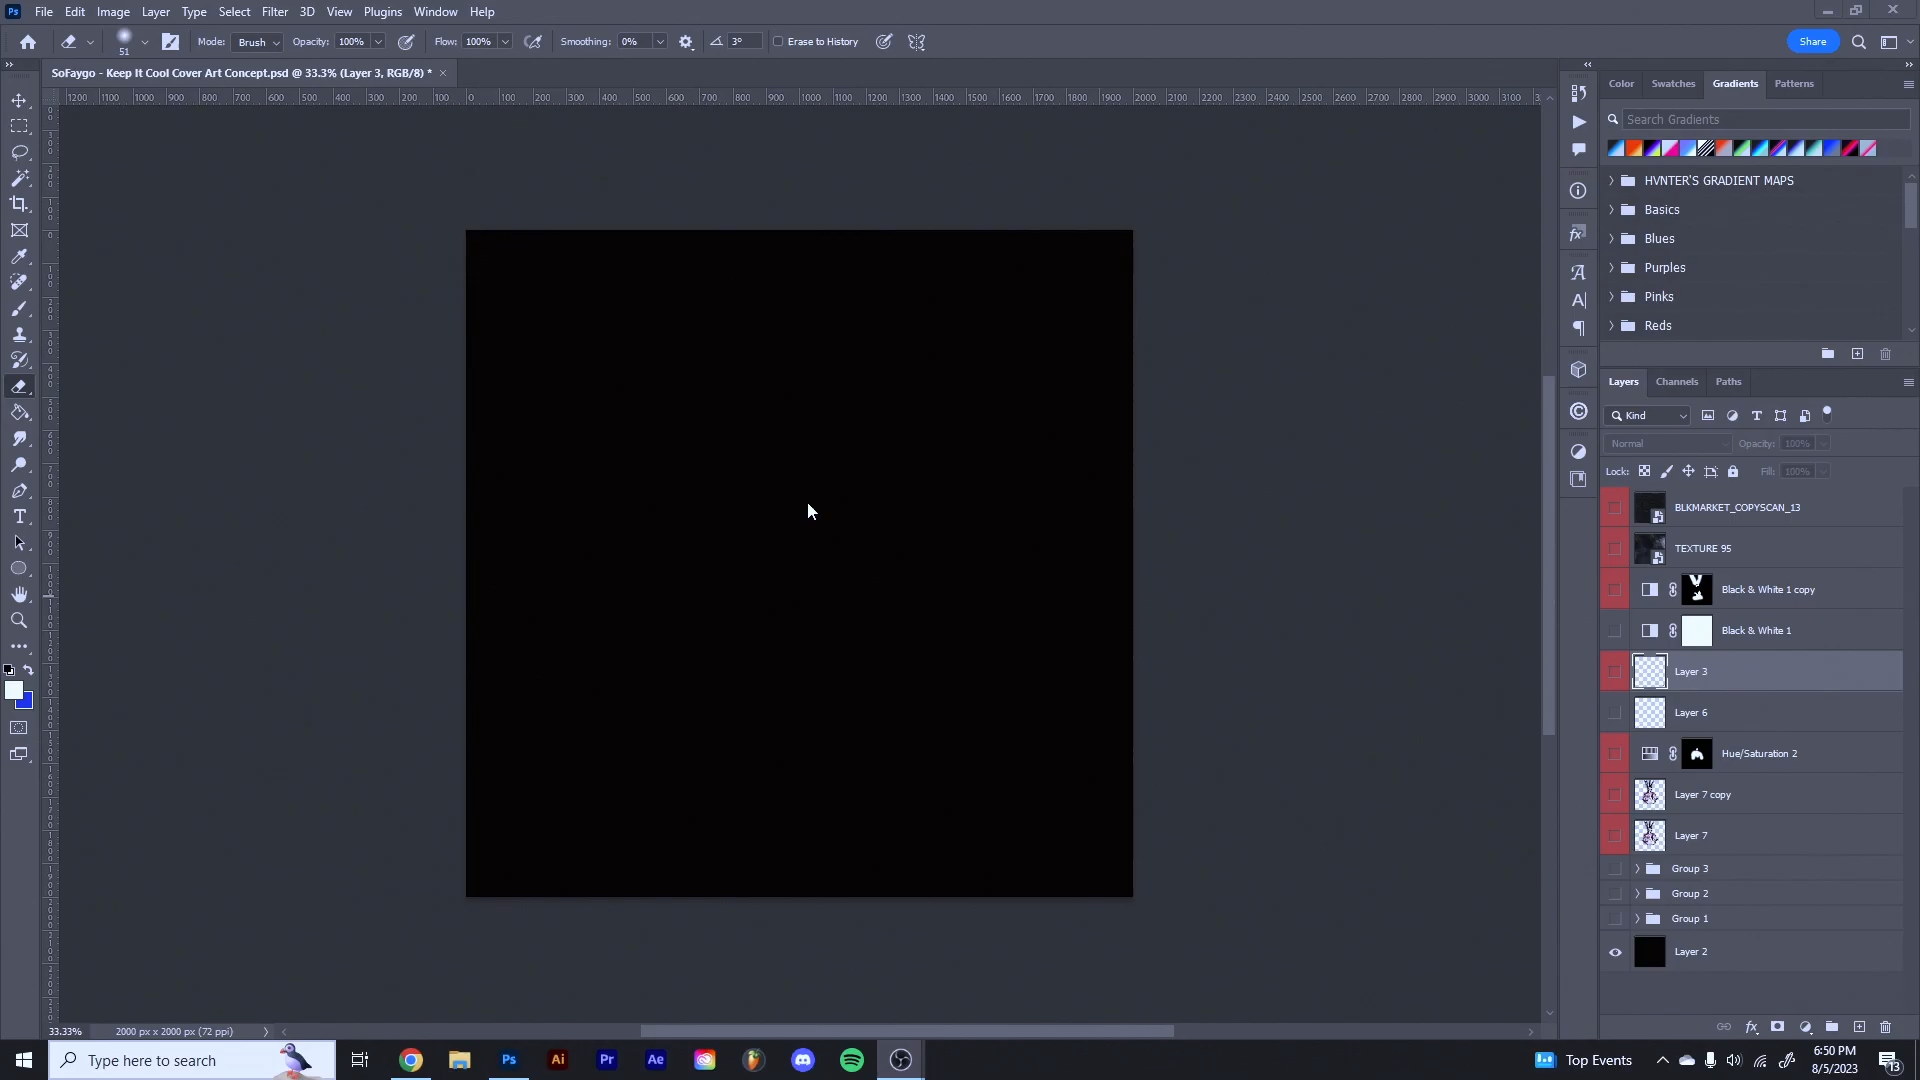 Ps File Edit Image Layer Type Select Filter 3D View Plugins Window Help
51 Mode: Brush Opacity: 100% Flow: 100% Smoothing: 0% 3° Erase to History Share
SoFaygo - Keep It Cool Cover Art Concept.psd @ 33.3% (Layer 3, RGB/8) * ×
1200 1100 1000 900 800 700 600 500 400 300 200 100 0 100 200 300 400 500 600 700 800 900 1000 1100 1200 1300 1400 1500 1600 1700 1800 1900 2000 2100 2200 2300 2400 2500 2600 2700 2800 2900 3000 3100
Color Swatches Gradients Patterns
Search Gradients
HVNTER'S GRADIENT MAPS
Basics
Blues
Purples
Pinks
Reds
Layers Channels Paths
Kind
Normal Opacity: 100%
Lock: Fill: 100%
BLKMARKET_COPYSCAN_13
TEXTURE 95
Black & White 1 copy
Black & White 1
Layer 3
Layer 6
Hue/Saturation 2
Layer 7 copy
Layer 7
Group 3
Group 2
Group 1
Layer 2
33.33% 2000 px x 2000 px (72 ppi)
Type here to search
Ps Ai Pr Ae
Top Events
6:50 PM
8/5/2023
13